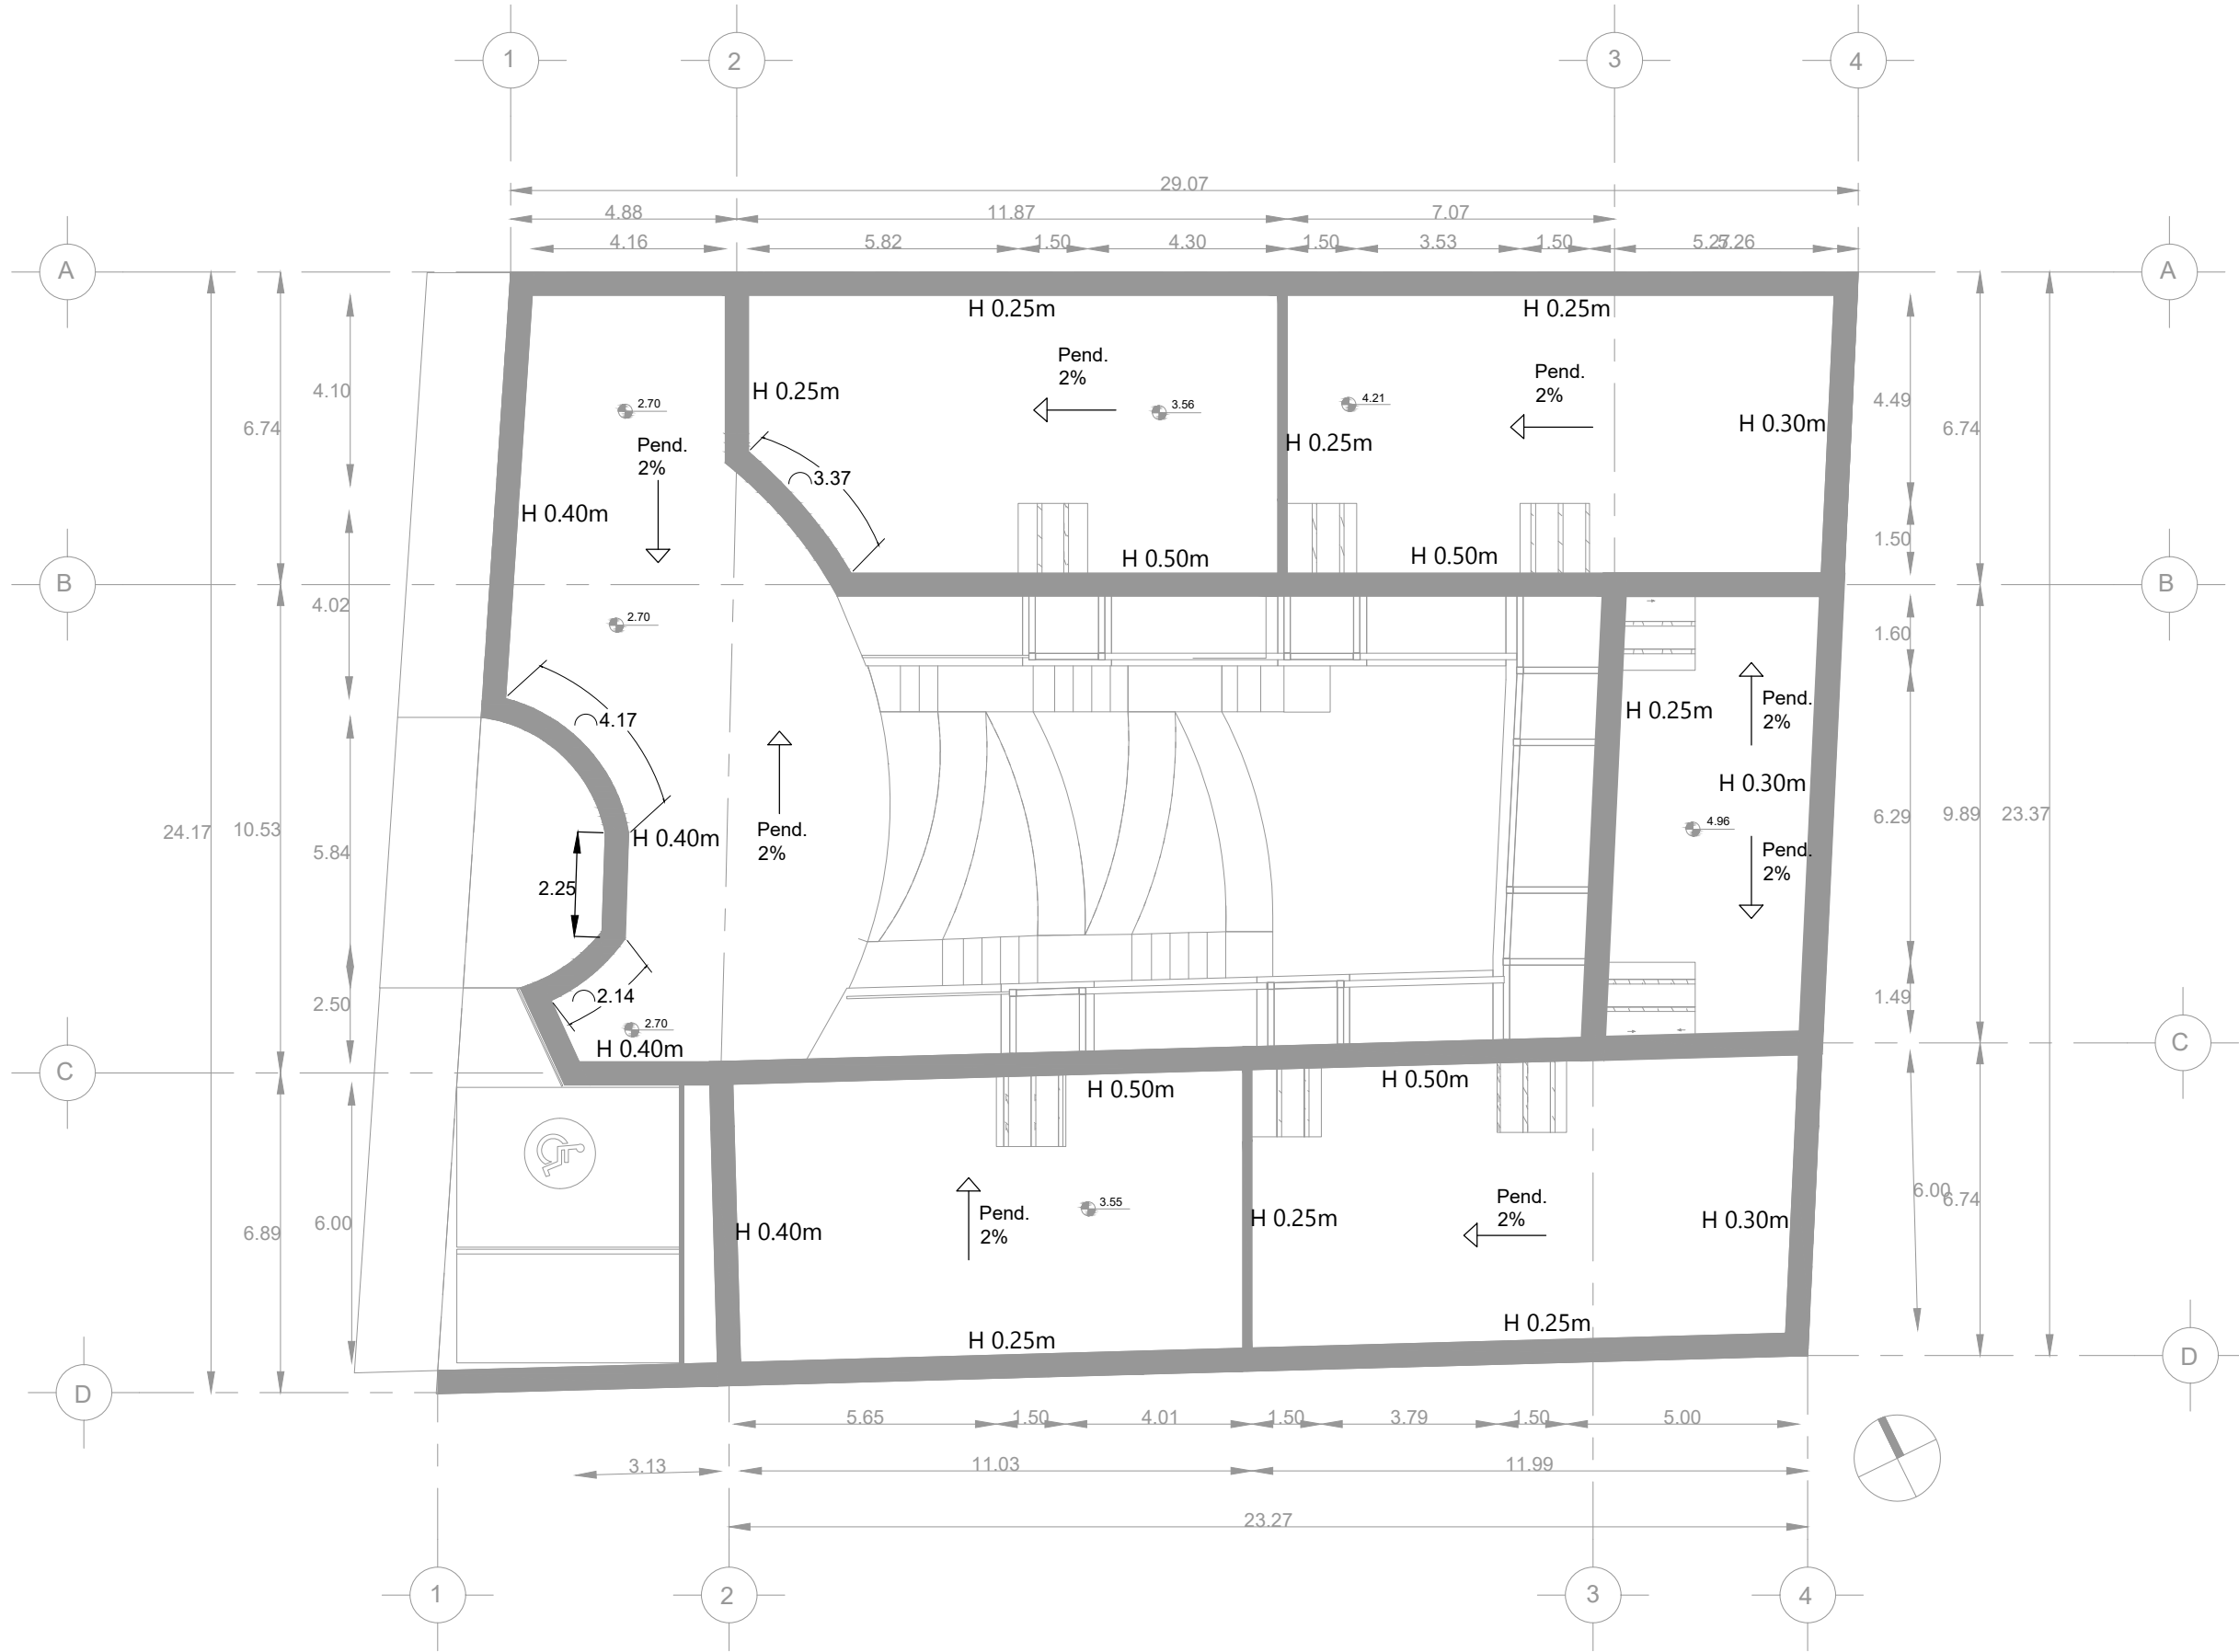 1 2 3 4
29.07
4.88 11.87 7.07
4.16 5.82 1.50 4.30 1.50 3.53 1.50 5.27 5.26
A A
H 0.25m H 0.25m
Pend.
2%
Pend.
2%
4.10 H 0.25m 2.70 3.56 4.21 4.49
6.74 H 0.25m H 0.30m 6.74
Pend.
2%
3.37
H 0.40m
1.50
H 0.50m H 0.50m
B B
4.02 2.70 1.60
4.17 H 0.25m
Pend.
2%
H 0.30m
24.17 10.53 6.29 9.89 23.37
H 0.40m
Pend.
2%
4.96
5.84
Pend.
2%
2.25
2.50 2.14 1.49
2.70
H 0.40m
C C
H 0.50m H 0.50m
6.00 6.74
3.55
Pend.
2%
Pend.
2%
6.89 6.00 H 0.40m H 0.25m H 0.30m
H 0.25m H 0.25m
D D
5.65 1.50 4.01 1.50 3.79 1.50 5.00
3.13 11.03 11.99
23.27
1 2 3 4